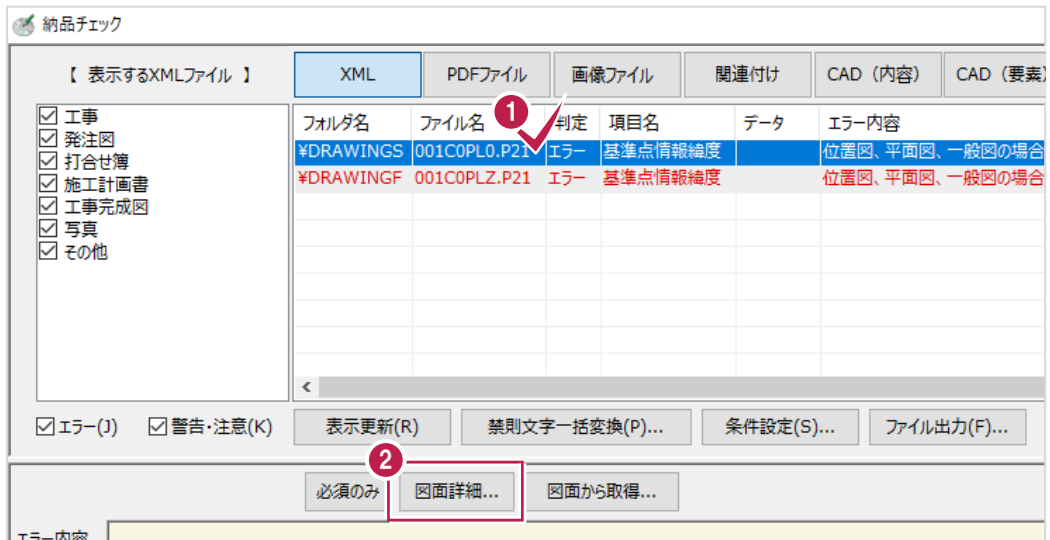 納品チェック
【 表示するXMLファイル 】
XML PDFファイル 画像ファイル 関連付け CAD（内容） CAD（要素）
工事
発注図
打合せ簿
施工計画書
工事完成図
写真
その他
フォルダ名 ファイル名 1 判定 項目名 データ エラー内容
¥DRAWINGS 001C0PL0.P21 エラー 基準点情報緯度 位置図、平面図、一般図の場合
¥DRAWINGF 001C0PLZ.P21 エラー 基準点情報緯度 位置図、平面図、一般図の場合
エラー(J) 警告・注意(K) 表示更新(R) 禁則文字一括変換(P)... 条件設定(S)... ファイル出力(F)...
2
必須のみ 図面詳細... 図面から取得...
エラー内容